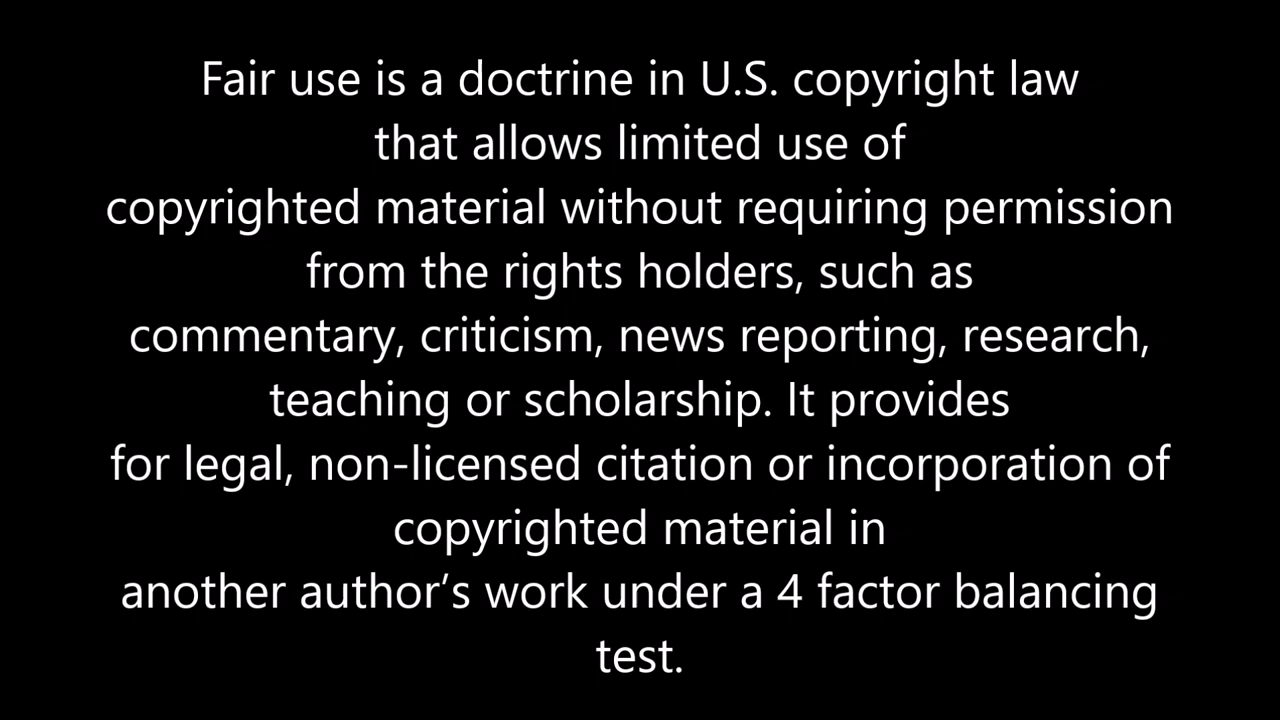 Fair use is a doctrine in U.S. copyright law
that allows limited use of
copyrighted material without requiring permission
from the rights holders, such as
commentary, criticism, news reporting, research,
teaching or scholarship. It provides
for legal, non-licensed citation or incorporation of
copyrighted material in
another author’s work under a 4 factor balancing
test.